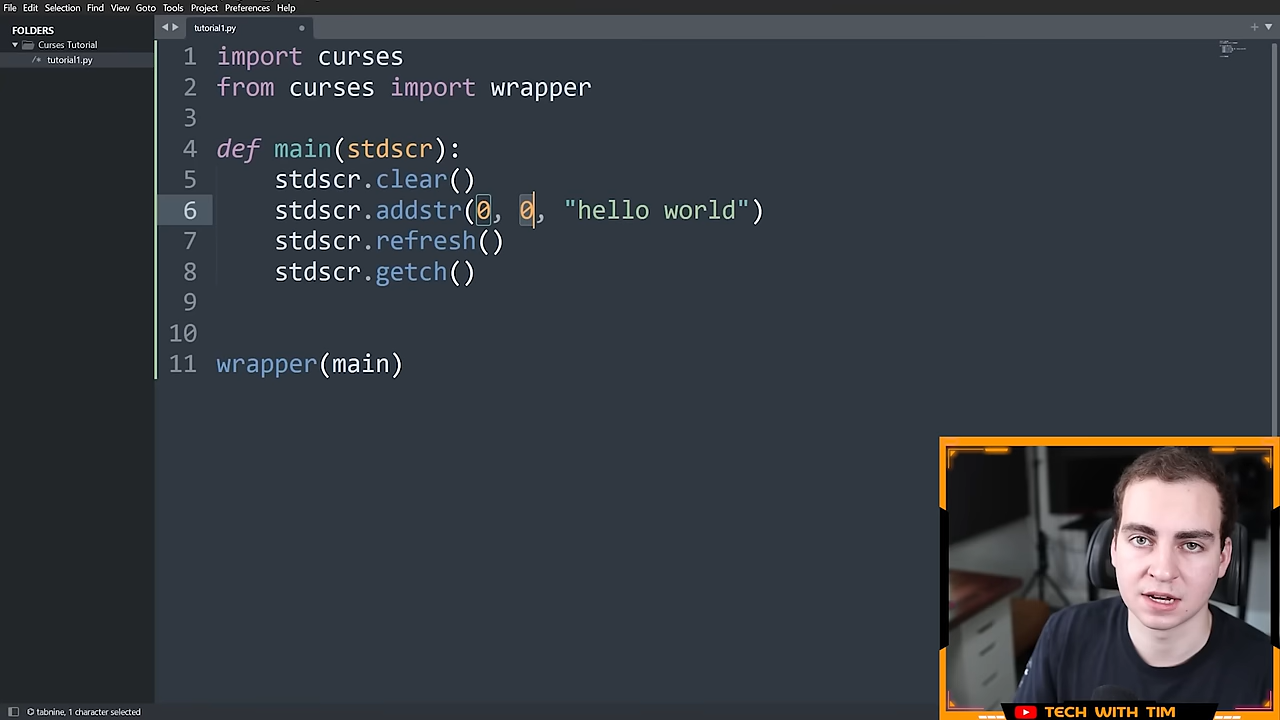 File Edit Selection Find View Goto Tools Project Preferences Help
FOLDERS
Curses Tutorial
/* tutorial1.py
tutorial1.py
1 import curses
2 from curses import wrapper
3
4 def main(stdscr):
5 stdscr.clear()
6 stdscr.addstr(0, 0, "hello world")
7 stdscr.refresh()
8 stdscr.getch()
9
10
11 wrapper(main)
TECH WITH TIM
tabnine, 1 character selected